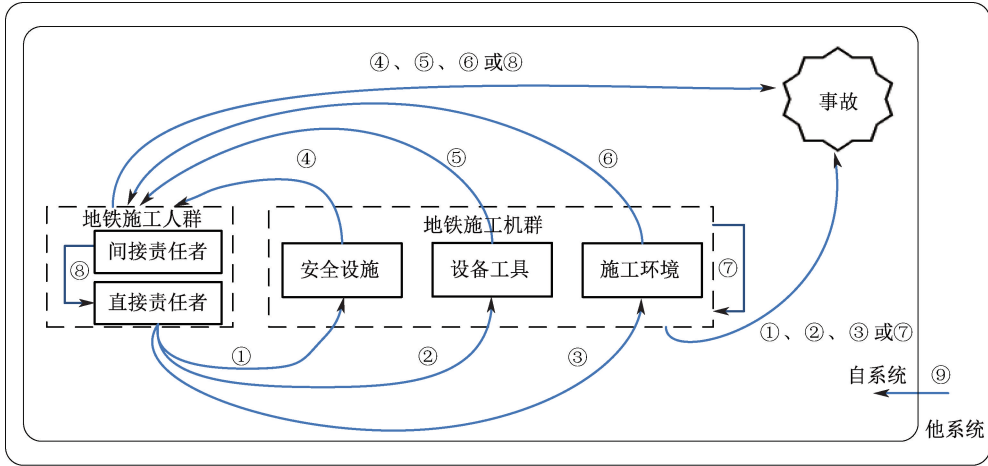 ④、⑤、⑥或⑧
事故
④
⑤
⑥
地铁施工人群
地铁施工机群
间接责任者
安全设施
设备工具
施工环境
⑦
⑧
直接责任者
①
②
③
①、②、③或⑦
自系统
⑨
他系统